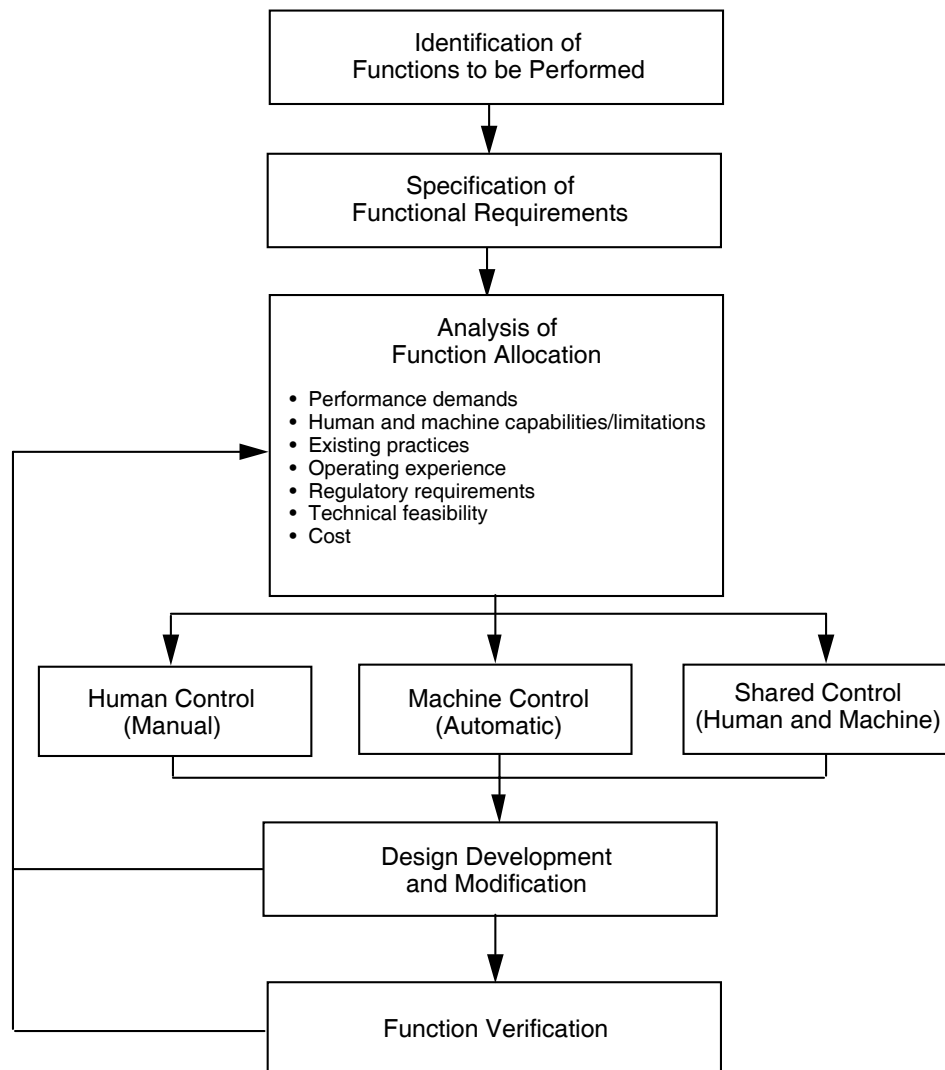 Identification of
Functions to be Performed
Specification of
Functional Requirements
Analysis of
Function Allocation
• Performance demands
• Human and machine capabilities/limitations
• Existing practices
• Operating experience
• Regulatory requirements
• Technical feasibility
• Cost
Human Control
(Manual)
Machine Control
(Automatic)
Shared Control
(Human and Machine)
Design Development
and Modification
Function Verification